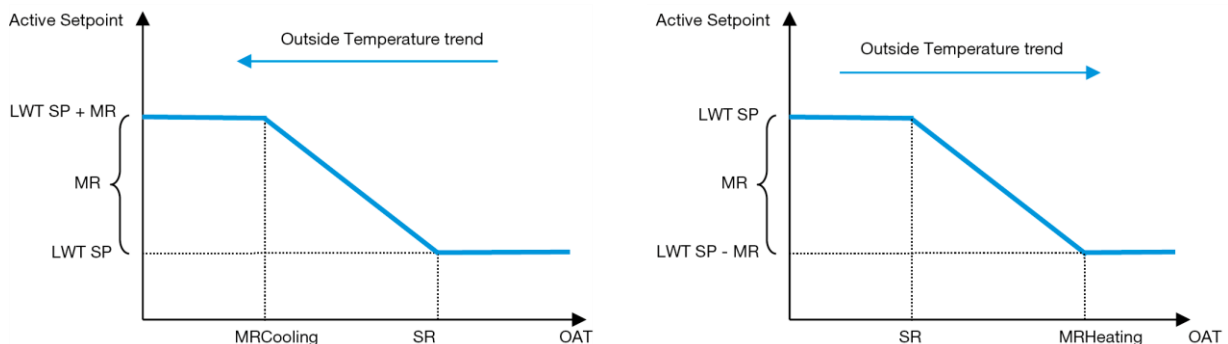 Active Setpoint
Outside Temperature trend
LWT SP + MR
MR
LWT SP
MRCooling
SR
OAT
Active Setpoint
Outside Temperature trend
LWT SP
MR
LWT SP - MR
SR
MRHeating
OAT